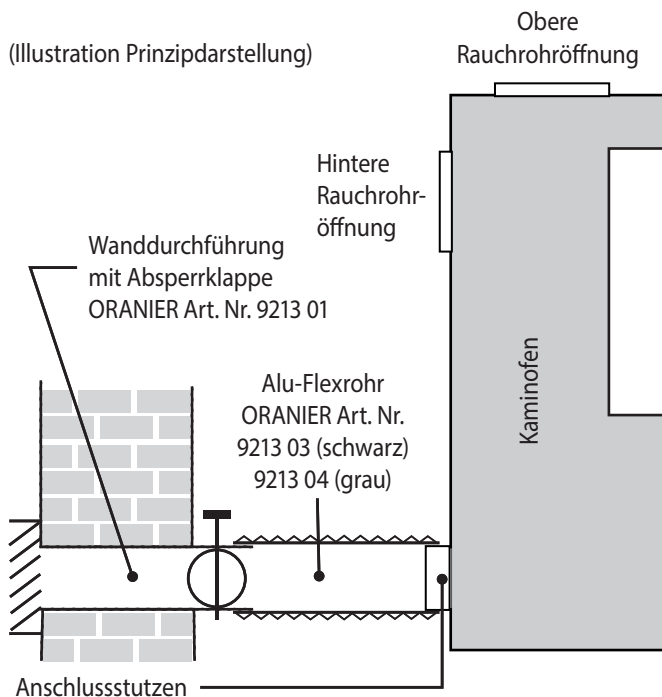 (Illustration Prinzipdarstellung)
Obere
Rauchrohröffnung
Hintere
Rauchrohr-
öffnung
Wanddurchführung
mit Absperrklappe
ORANIER Art. Nr. 9213 01
Alu-Flexrohr
ORANIER Art. Nr.
9213 03 (schwarz)
9213 04 (grau)
Kaminofen
Anschlussstutzen